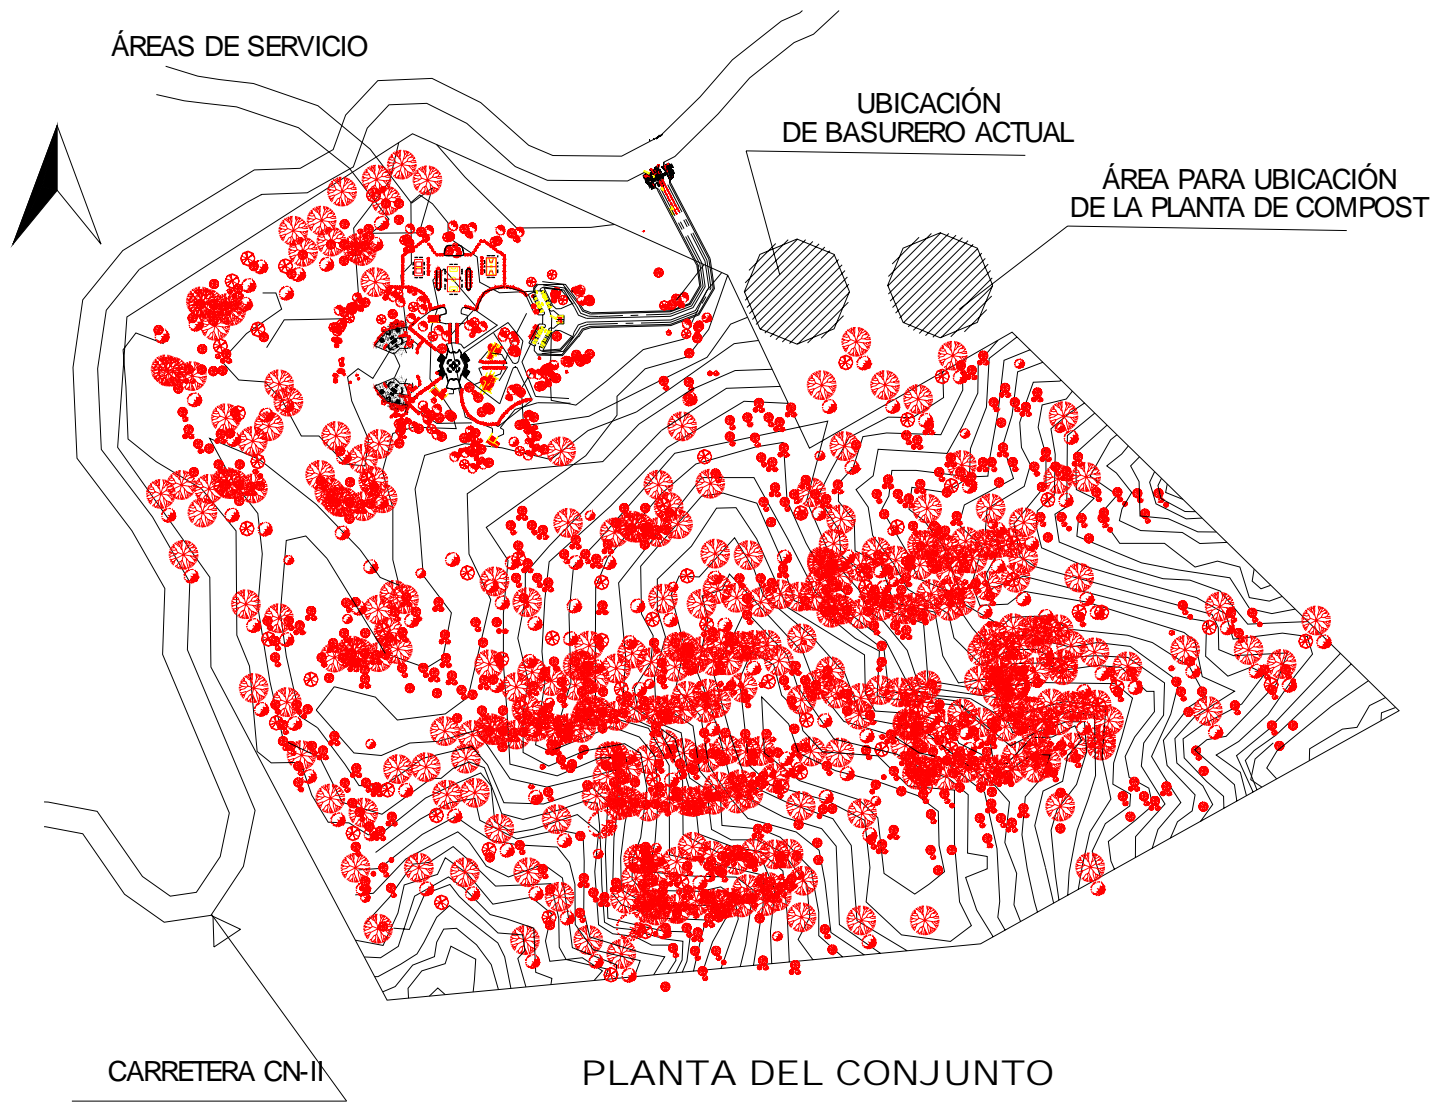 ÁREAS DE SERVICIO
UBICACIÓN
DE BASURERO ACTUAL
ÁREA PARA UBICACIÓN
DE LA PLANTA DE COMPOST
CARRETERA CN-II
PLANTA DEL CONJUNTO